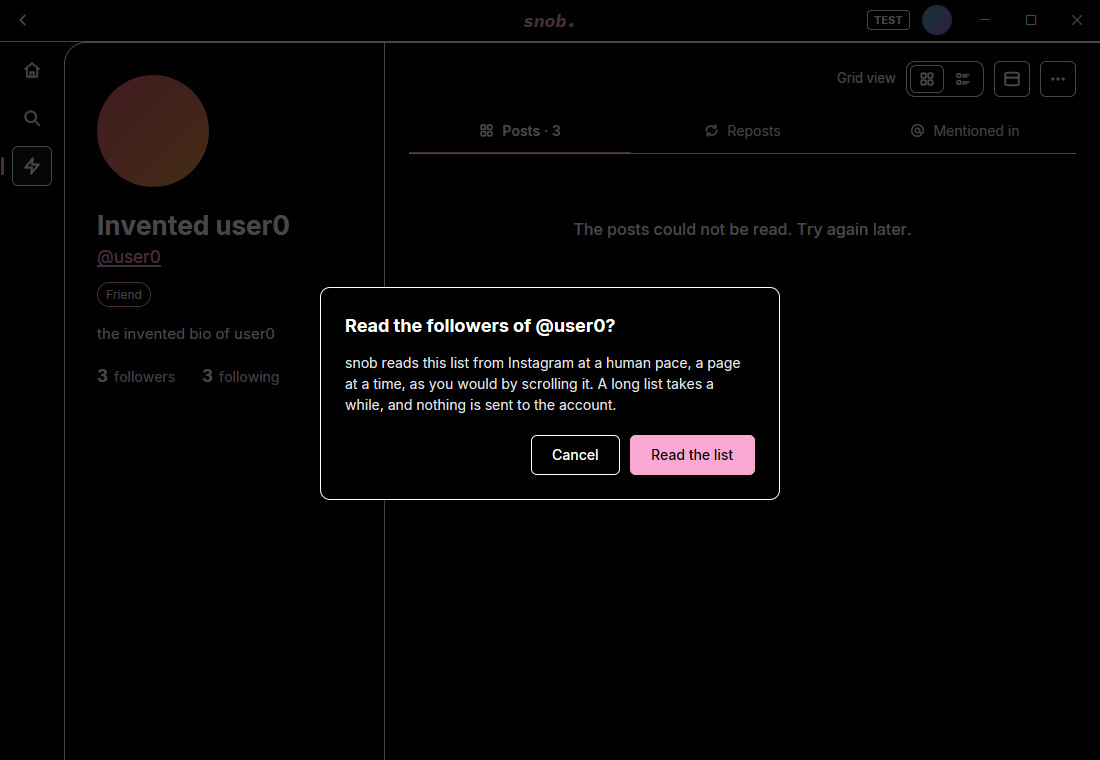 snob.
TEST
Grid view
Posts · 3
Reposts
Mentioned in
Invented user0
@user0
Friend
the invented bio of user0
3 followers
3 following
The posts could not be read. Try again later.
Read the followers of @user0?
snob reads this list from Instagram at a human pace, a page
at a time, as you would by scrolling it. A long list takes a
while, and nothing is sent to the account.
Cancel
Read the list